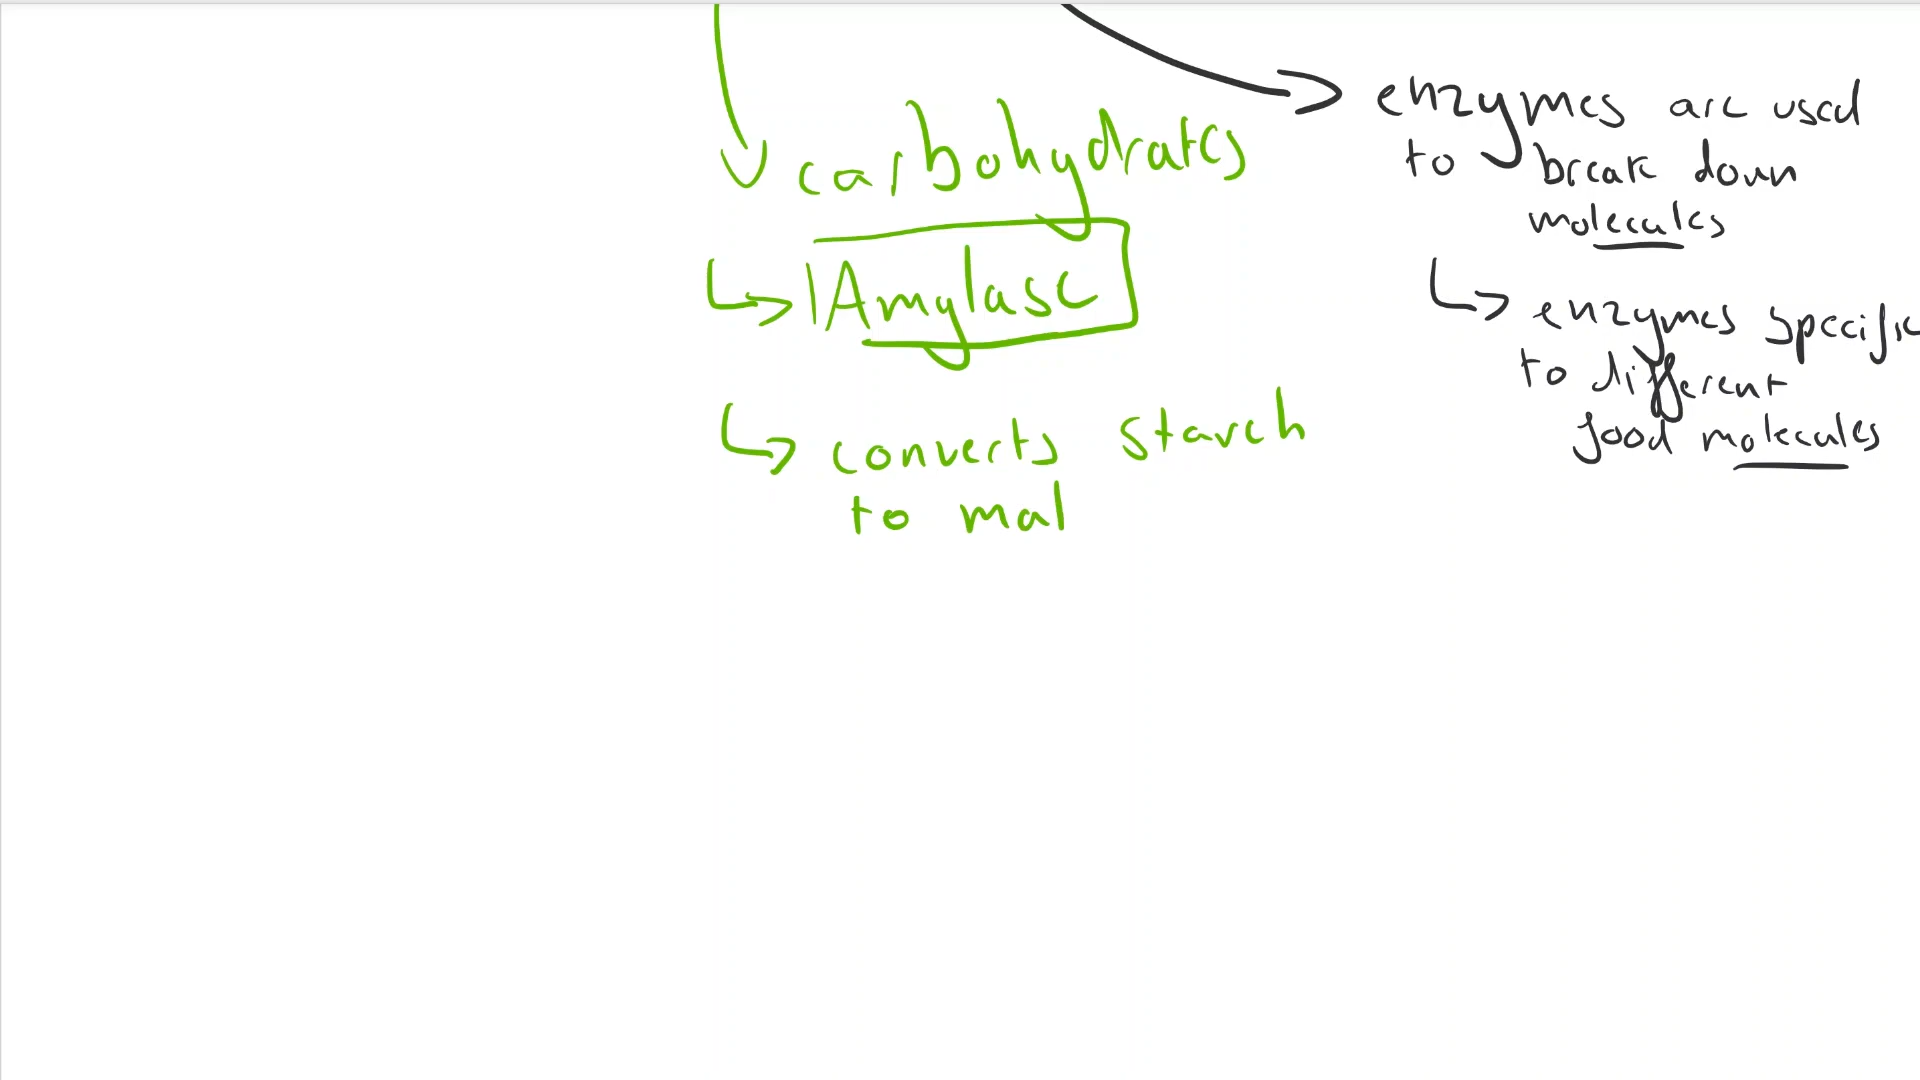 carbohydrates
Amylase
converts starch
to mal
enzymes are used
to break down
molecules
enzymes specific
to different
food molecules